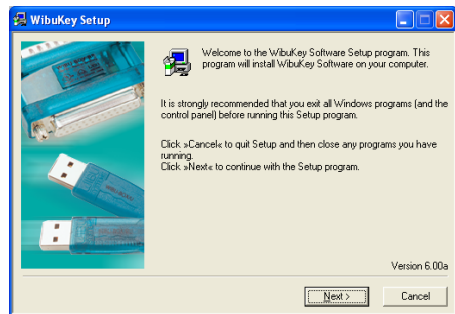 WibuKey Setup
Welcome to the WibuKey Software Setup program. This
program will install WibuKey Software on your computer.
It is strongly recommended that you exit all Windows programs (and the
control panel) before running this Setup program.
Click »Cancel« to quit Setup and then close any programs you have
running.
Click »Next« to continue with the Setup program.
Version 6.00a
Next >
Cancel